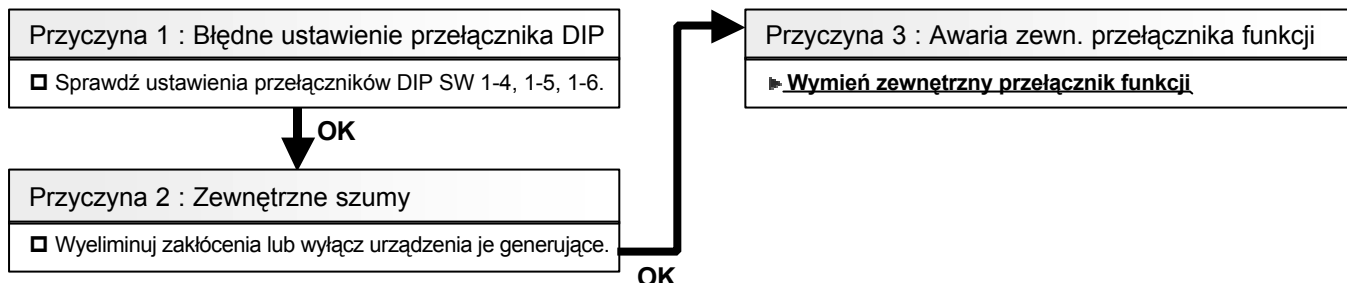 Przyczyna 1 : Błędne ustawienie przełącznika DIP
Sprawdź ustawienia przełączników DIP SW 1-4, 1-5, 1-6.
OK
Przyczyna 2 : Zewnętrzne szumy
Wyeliminuj zakłócenia lub wyłącz urządzenia je generujące.
OK
Przyczyna 3 : Awaria zewn. przełącznika funkcji
Wymień zewnętrzny przełącznik funkcji